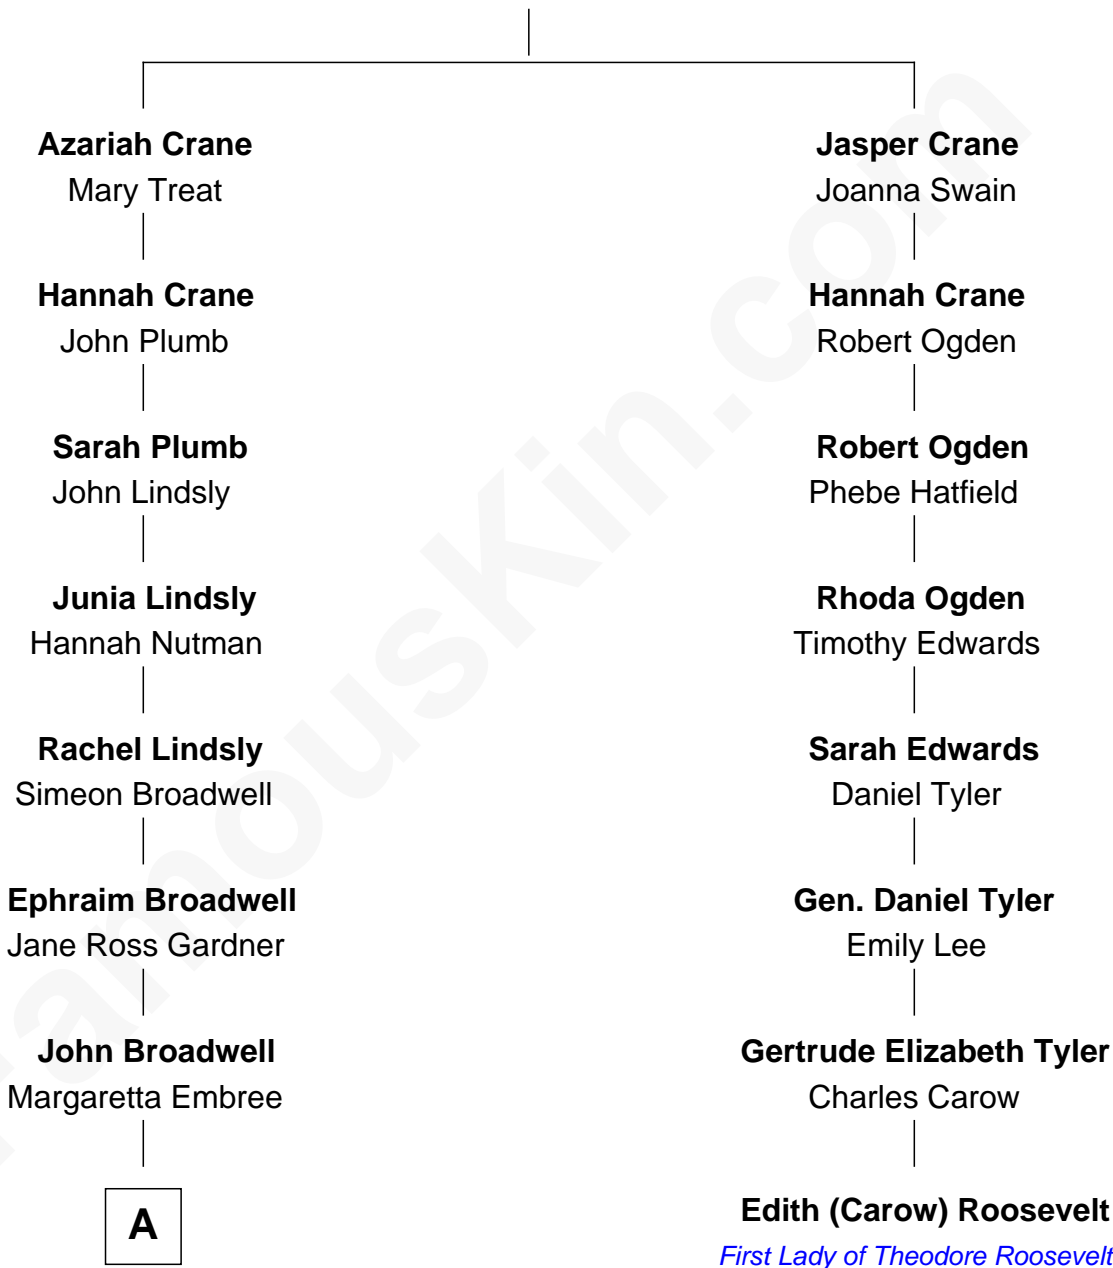 Azariah Crane
Mary Treat
Jasper Crane
Joanna Swain
Hannah Crane
John Plumb
Hannah Crane
Robert Ogden
Sarah Plumb
John Lindsly
Robert Ogden
Phebe Hatfield
Junia Lindsly
Hannah Nutman
Rhoda Ogden
Timothy Edwards
Rachel Lindsly
Simeon Broadwell
Sarah Edwards
Daniel Tyler
Ephraim Broadwell
Jane Ross Gardner
Gen. Daniel Tyler
Emily Lee
John Broadwell
Margaretta Embree
Gertrude Elizabeth Tyler
Charles Carow
A
Edith (Carow) Roosevelt
First Lady of Theodore Roosevelt
FamousKin.com